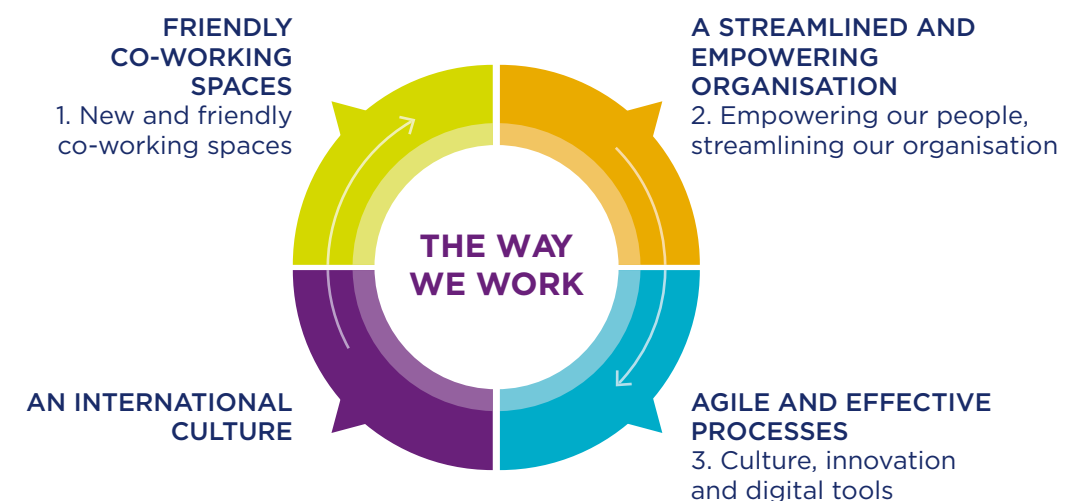 FRIENDLY
CO-WORKING
SPACES
1. New and friendly
co-working spaces
A STREAMLINED AND
EMPOWERING
ORGANISATION
2. Empowering our people,
streamlining our organisation
THE WAY
WE WORK
AN INTERNATIONAL
CULTURE
AGILE AND EFFECTIVE
PROCESSES
3. Culture, innovation
and digital tools